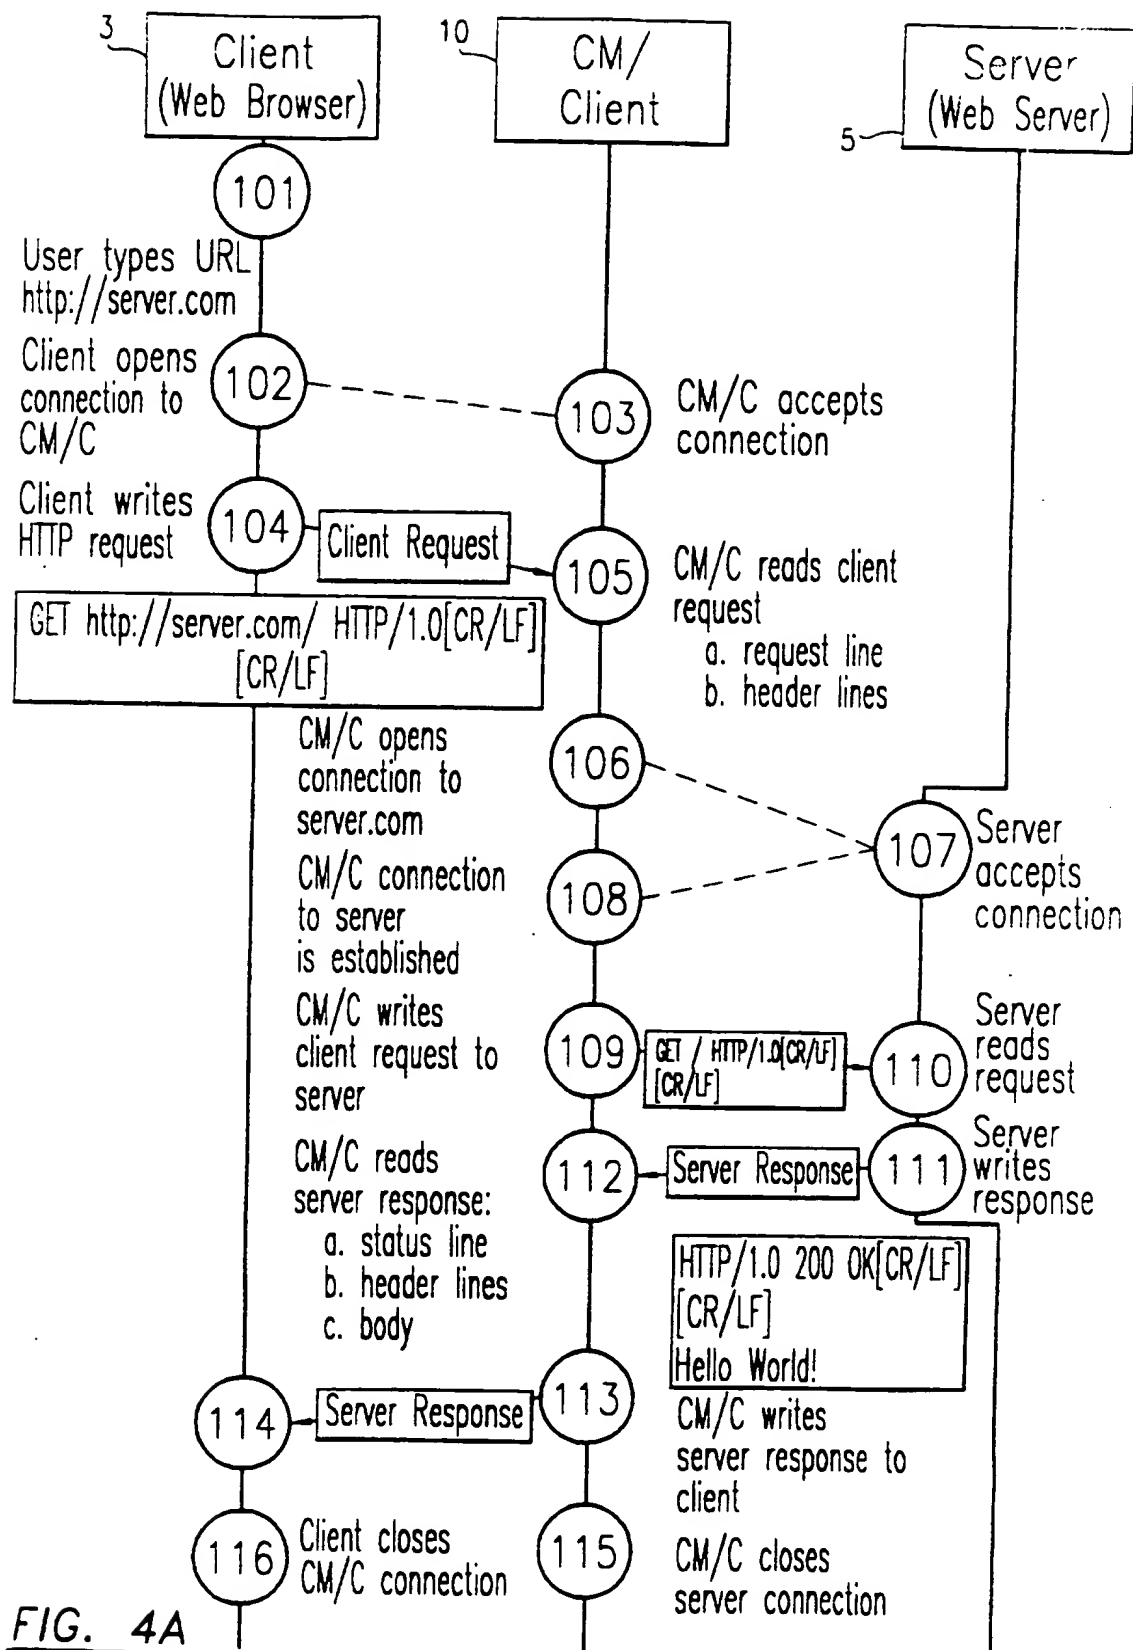 3
Client
(Web Browser)
10
CM/
Client
Server
(Web Server)
5
101
User types URL
http://server.com
Client opens
connection to
CM/C
102
103
CM/C accepts
connection
Client writes
HTTP request
104
Client Request
105
CM/C reads client
request
a. request line
b. header lines
GET http://server.com/ HTTP/1.0[CR/LF]
[CR/LF]
CM/C opens
connection to
server.com
106
107
Server
accepts
connection
CM/C connection
to server
is established
108
CM/C writes
client request to
server
109
GET / HTTP/1.0[CR/LF]
[CR/LF]
110
Server
reads
request
CM/C reads
server response:
a. status line
b. header lines
c. body
112
Server Response
111
Server
writes
response
HTTP/1.0 200 OK[CR/LF]
[CR/LF]
Hello World!
114
Server Response
113
CM/C writes
server response to
client
116
Client closes
CM/C connection
115
CM/C closes
server connection
FIG. 4A